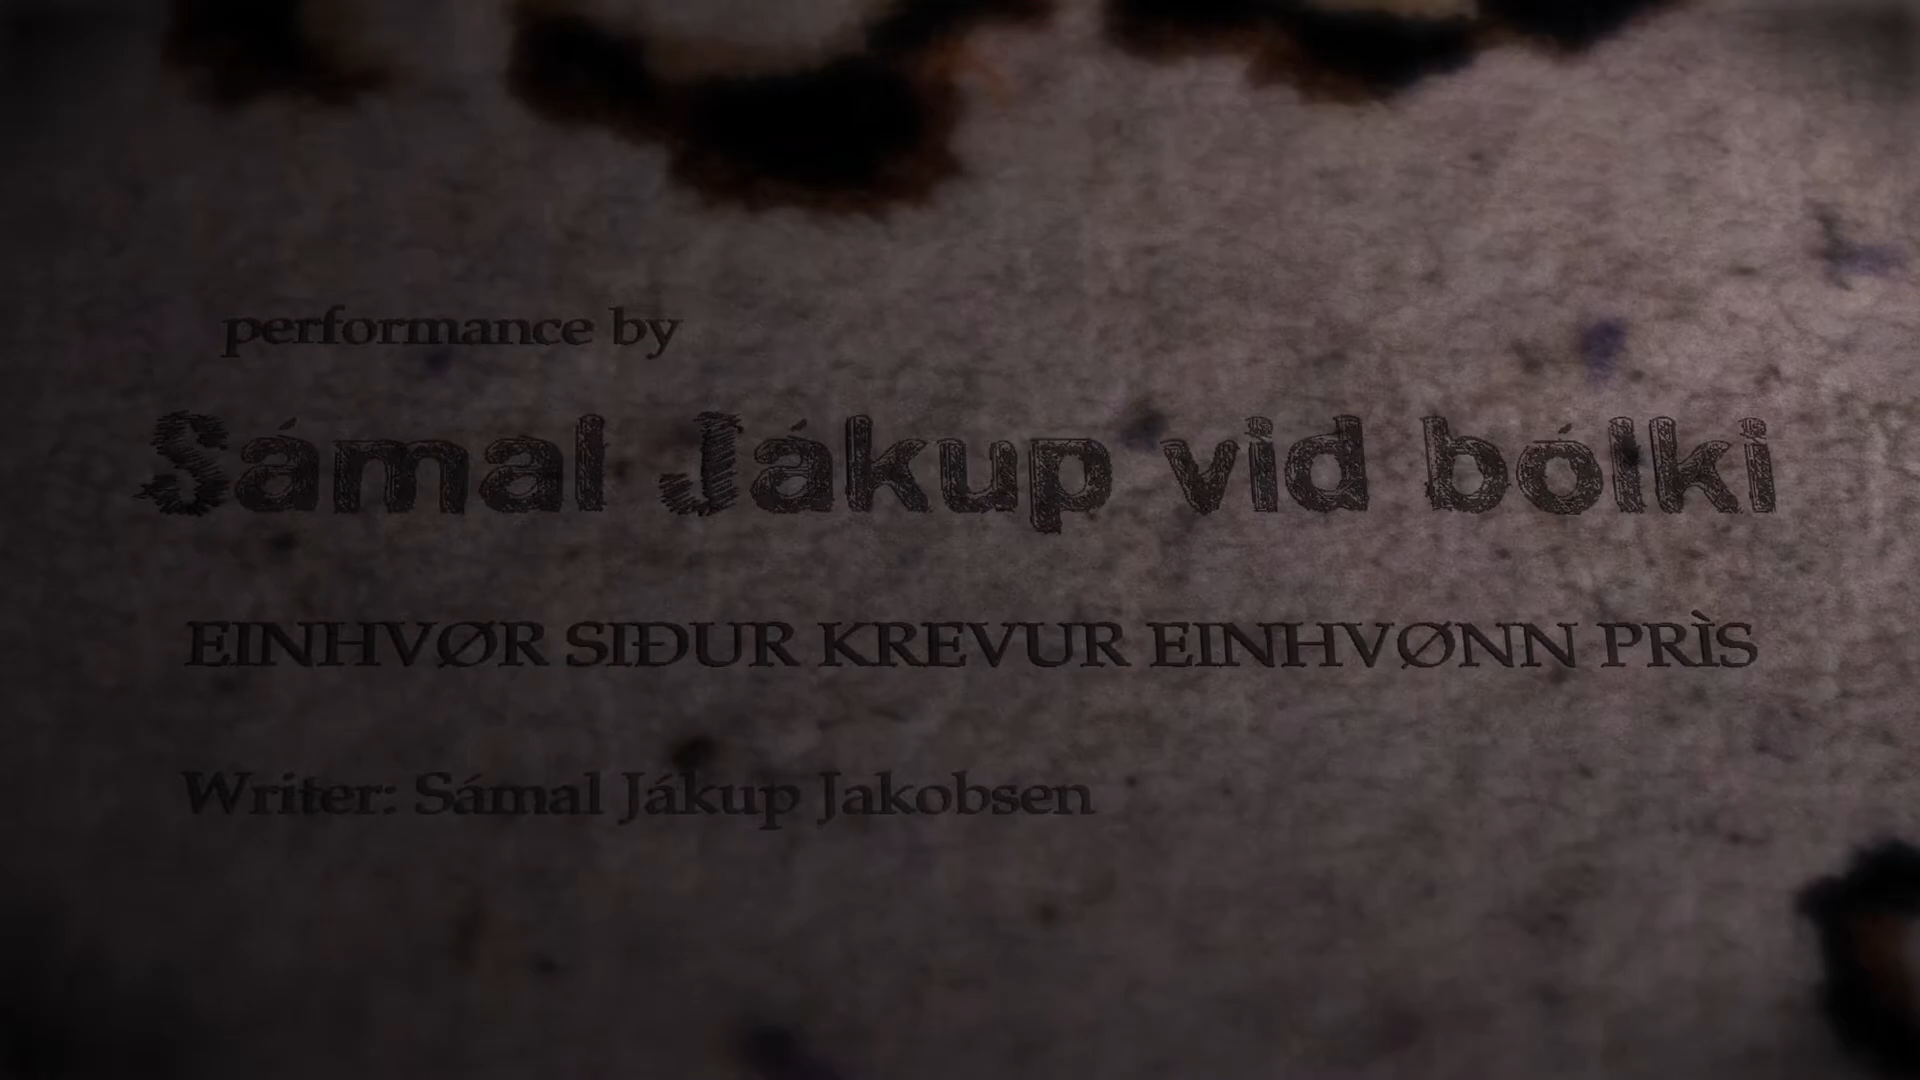 performance by
Sámal Jákup vid bólki
EINHVØR SIÐUR KREVUR EINHVØNN PRÌS
Writer: Sámal Jákup Jakobsen